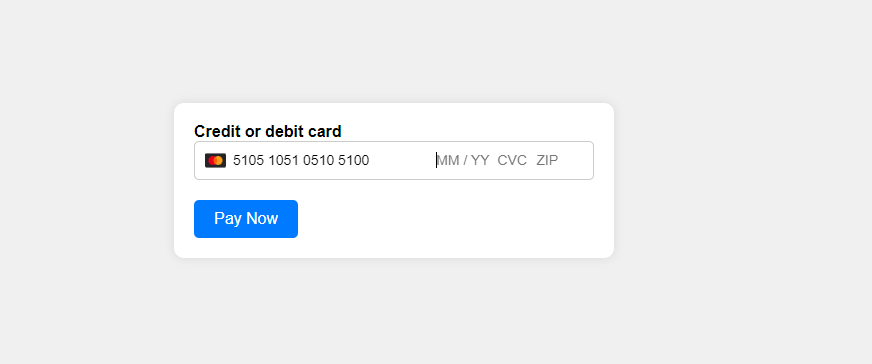 Credit or debit card
5105 1051 0510 5100 MM / YY CVC ZIP
Pay Now